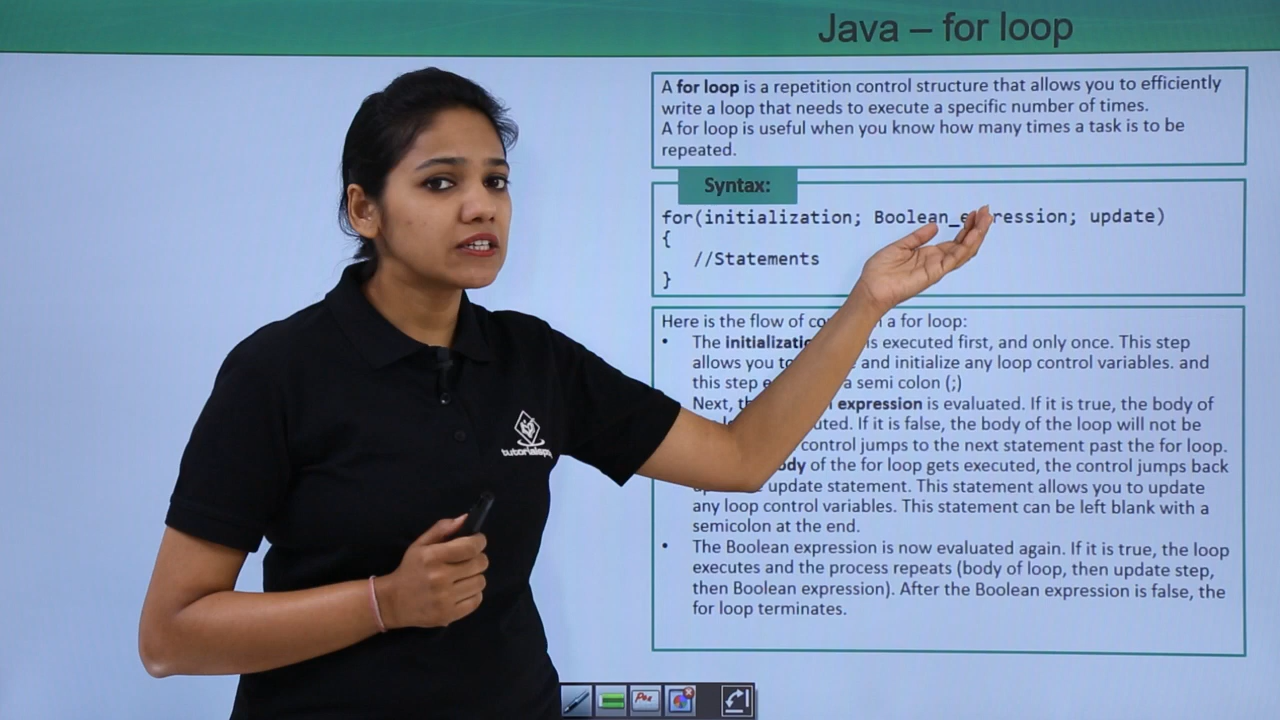 Java – for loop
A for loop is a repetition control structure that allows you to efficiently
write a loop that needs to execute a specific number of times.
A for loop is useful when you know how many times a task is to be
repeated.
Syntax:
for(initialization; Boolean_e ression; update)
{
//Statements
}
Here is the flow of a for loop:
• The is executed first, and only once. This step
allows you and initialize any loop control variables. and
this step a semi colon (;)
Next, expression is evaluated. If it is true, the body of
If it is false, the body of the loop will not be
control jumps to the next statement past the for loop.
of the for loop gets executed, the control jumps back
update statement. This statement allows you to update
any loop control variables. This statement can be left blank with a
semicolon at the end.
• The Boolean expression is now evaluated again. If it is true, the loop
executes and the process repeats (body of loop, then update step,
then Boolean expression). After the Boolean expression is false, the
for loop terminates.